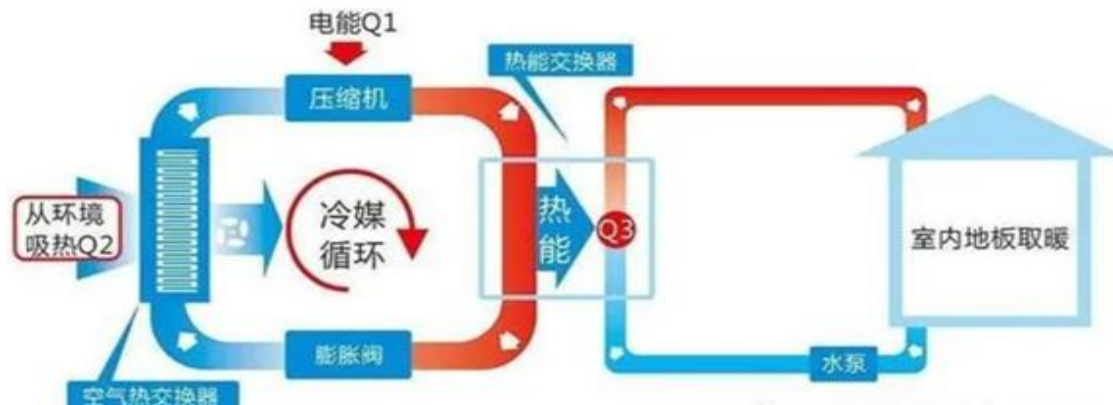 电能Q1
热能交换器
压缩机
从环境
吸热Q2
冷媒
循环
热
能
Q3
室内地板取暖
膨胀阀
水泵
空气热交换器